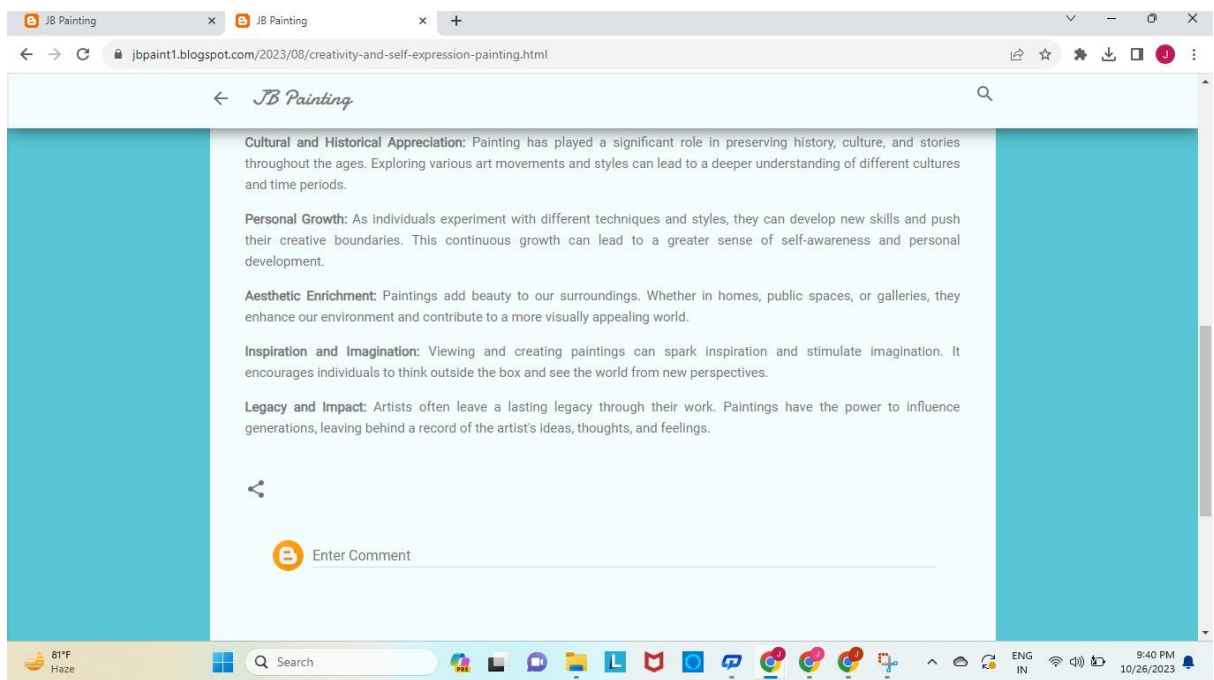 JB Painting
JB Painting
jbpaint1.blogspot.com/2023/08/creativity-and-self-expression-painting.html
J
JB Painting
Cultural and Historical Appreciation: Painting has played a significant role in preserving history, culture, and stories
throughout the ages. Exploring various art movements and styles can lead to a deeper understanding of different cultures
and time periods.
Personal Growth: As individuals experiment with different techniques and styles, they can develop new skills and push
their creative boundaries. This continuous growth can lead to a greater sense of self-awareness and personal
development.
Aesthetic Enrichment: Paintings add beauty to our surroundings. Whether in homes, public spaces, or galleries, they
enhance our environment and contribute to a more visually appealing world.
Inspiration and Imagination: Viewing and creating paintings can spark inspiration and stimulate imagination. It
encourages individuals to think outside the box and see the world from new perspectives.
Legacy and Impact: Artists often leave a lasting legacy through their work. Paintings have the power to influence
generations, leaving behind a record of the artist's ideas, thoughts, and feelings.
Enter Comment
81°F
Haze
Search
PRE
L
J
J
J
ENG
IN
9:40 PM
10/26/2023